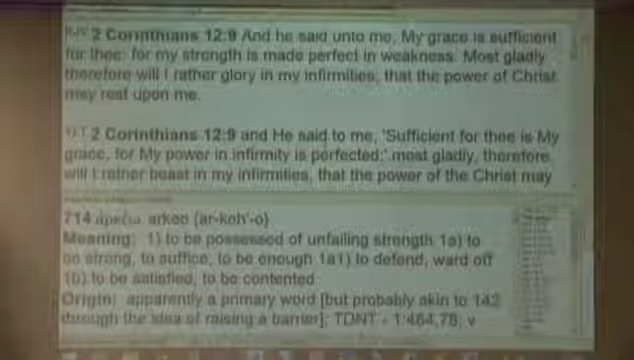 KJV 2 Corinthians 12:9 And he said unto me, My grace is sufficient
for thee: for my strength is made perfect in weakness. Most gladly
therefore will I rather glory in my infirmities, that the power of Christ
may rest upon me.
YLT 2 Corinthians 12:9 and He said to me, 'Sufficient for thee is My
grace, for My power in infirmity is perfected;' most gladly, therefore,
will I rather boast in my infirmities, that the power of the Christ may
714 ἀρκέω arkeo {ar-keh'-o}
Meaning: 1) to be possessed of unfailing strength 1a) to
be strong, to suffice, to be enough 1a1) to defend, ward off
1b) to be satisfied, to be contented
Origin: apparently a primary word [but probably akin to 142
through the idea of raising a barrier]; TDNT - 1:464,78; v